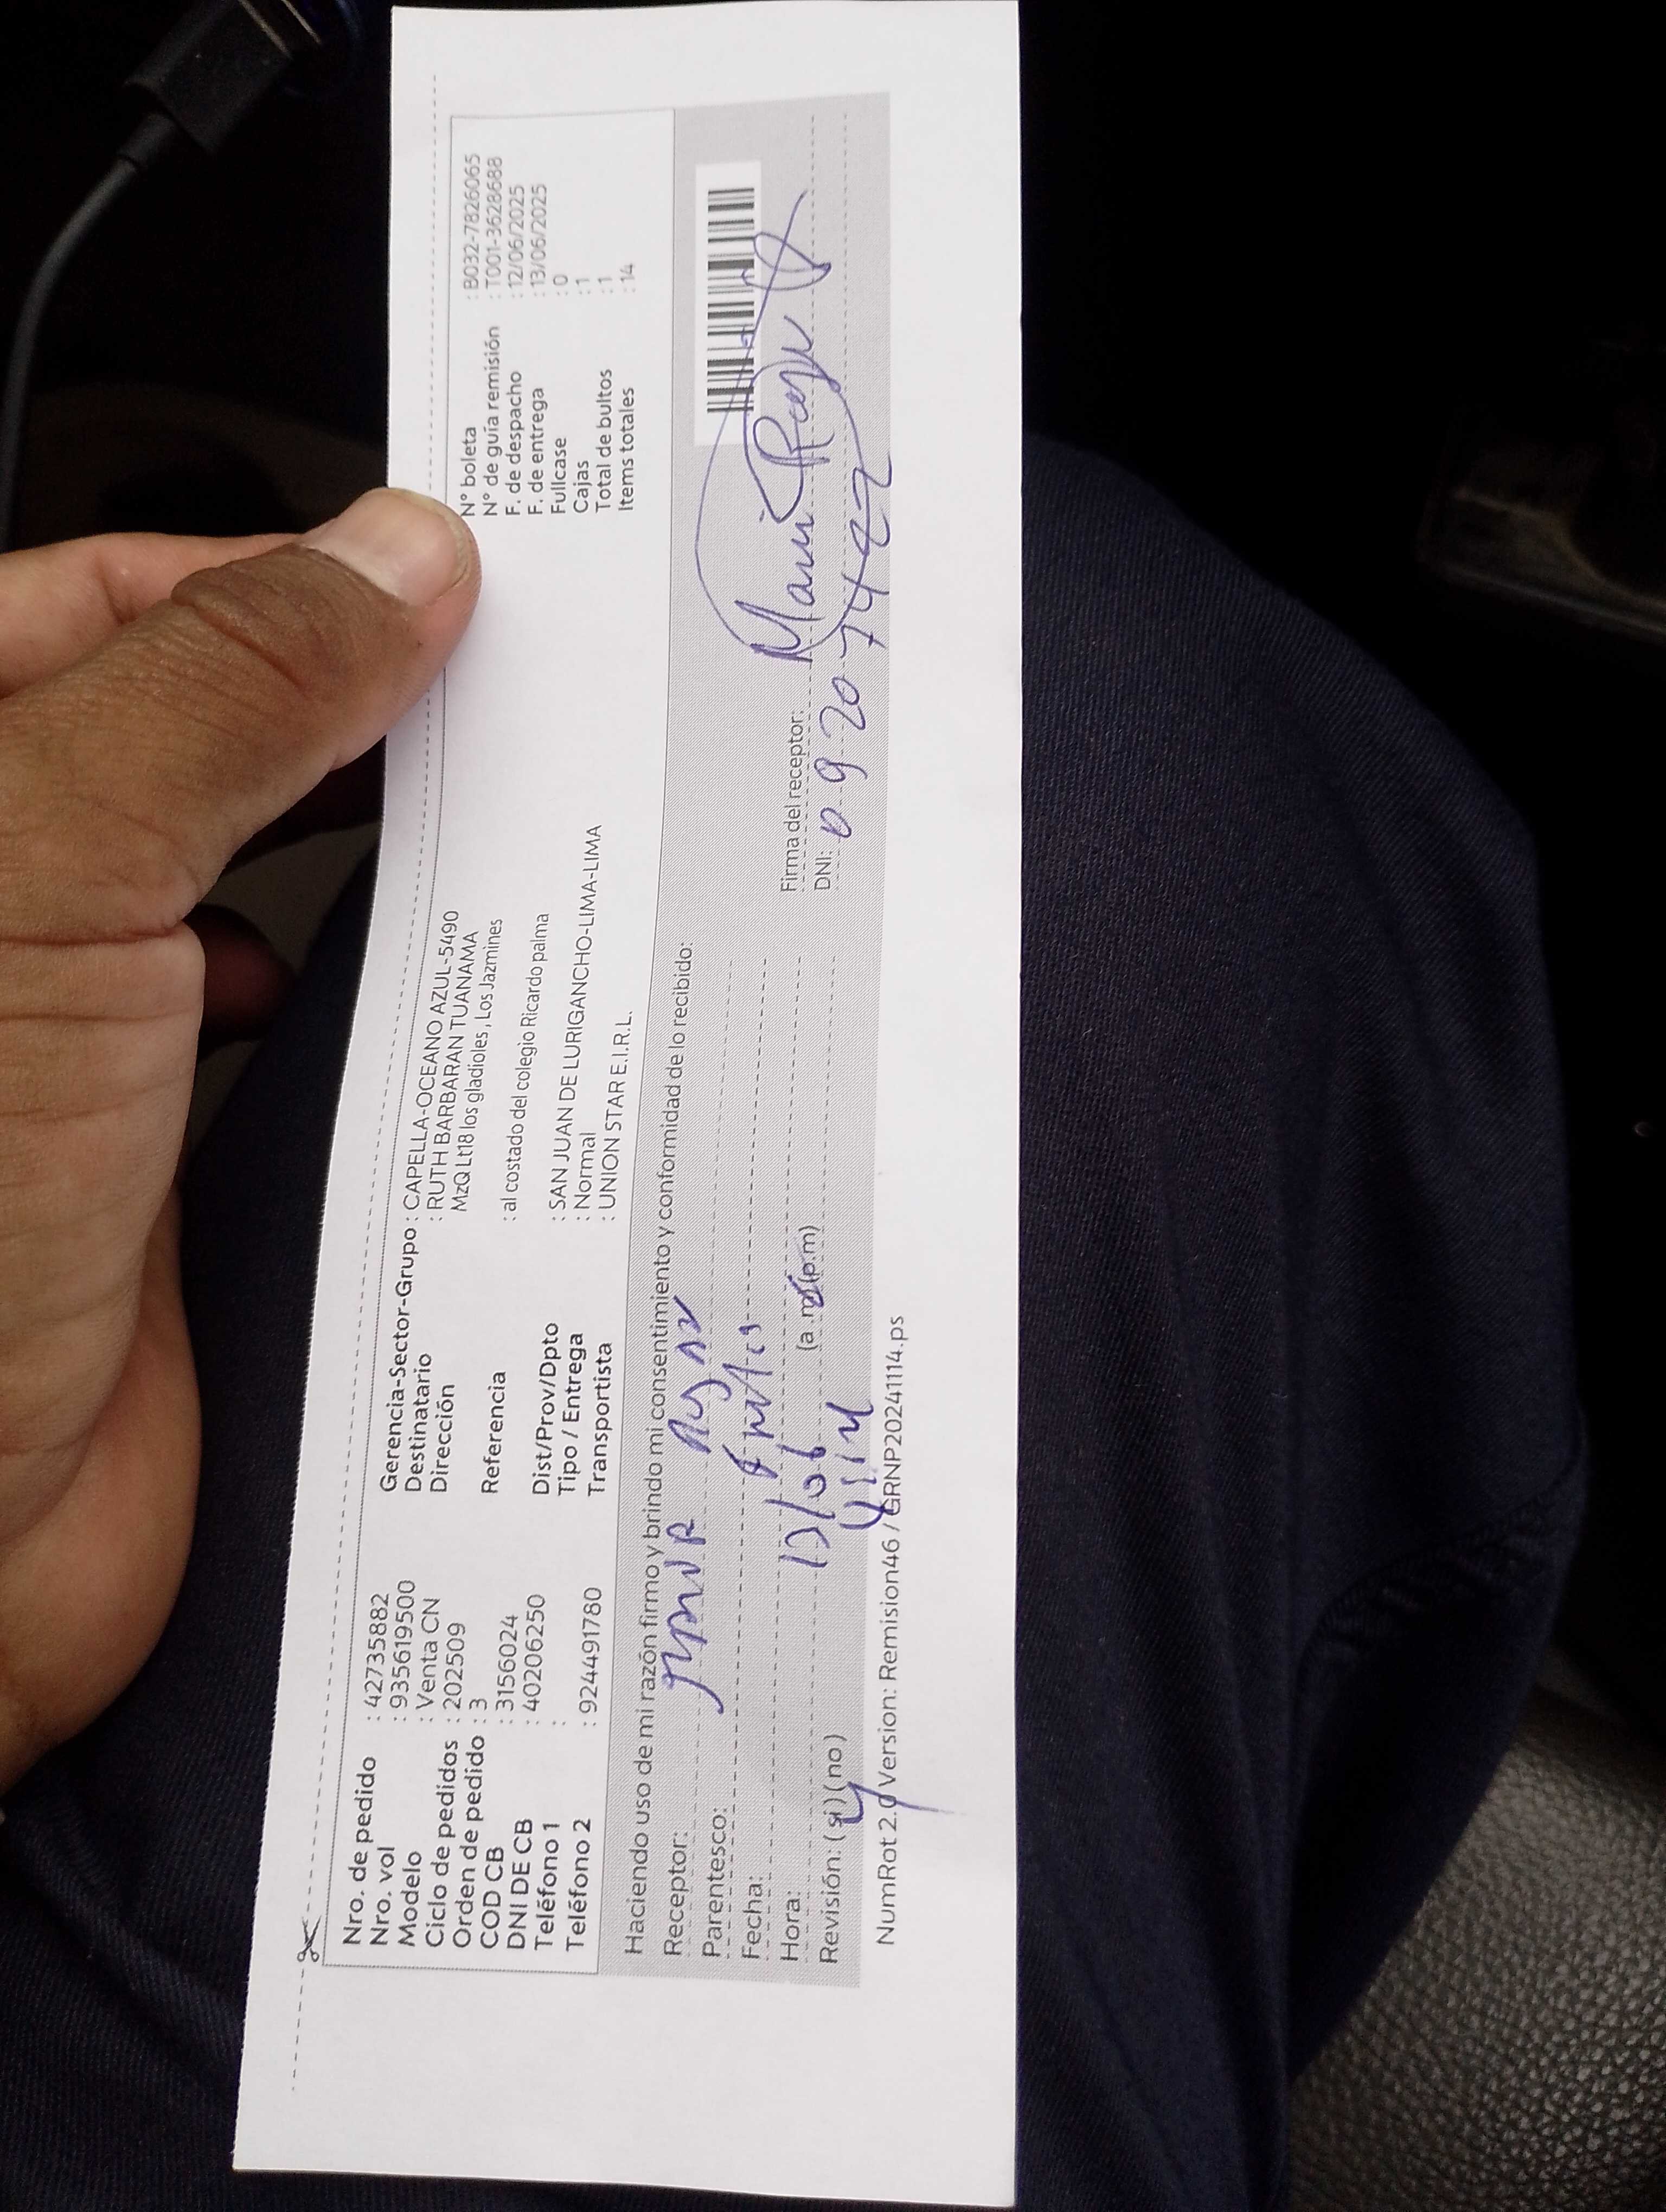 Nro. de pedido : 42735882
Nro. vol : 935619500
Modelo : Venta CN
Ciclo de pedidos : 202509
Orden de pedido : 3
COD CB : 3156024
DNI DE CB : 40206250
Teléfono 1 :
Teléfono 2 : 924491780
Gerencia-Sector-Grupo : CAPELLA-OCEANO AZUL-5490
Destinatario : RUTH BARBARAN TUANAMA
Dirección MzQ Lt18 los gladioles, Los Jazmines
Referencia : al costado del colegio Ricardo palma
Dist/Prov/Dpto : SAN JUAN DE LURIGANCHO-LIMA-LIMA
Tipo / Entrega : Normal
Transportista : UNION STAR E.I.R.L.
N° boleta : B032-7826065
N° de guía remisión : T001-3628688
F. de despacho : 12/06/2025
F. de entrega : 13/06/2025
Fullcase : 0
Cajas : 1
Total de bultos : 1
Items totales : 14
Haciendo uso de mi razón firmo y brindo mi consentimiento y conformidad de lo recibido:
Receptor:
Parentesco:
Fecha:
Hora: (a.m) (p.m)
Revisión: (si) (no)
Firma del receptor:
DNI: 09207442
NumRot 2.0 Version: Remision46 / GRNP20241114.ps